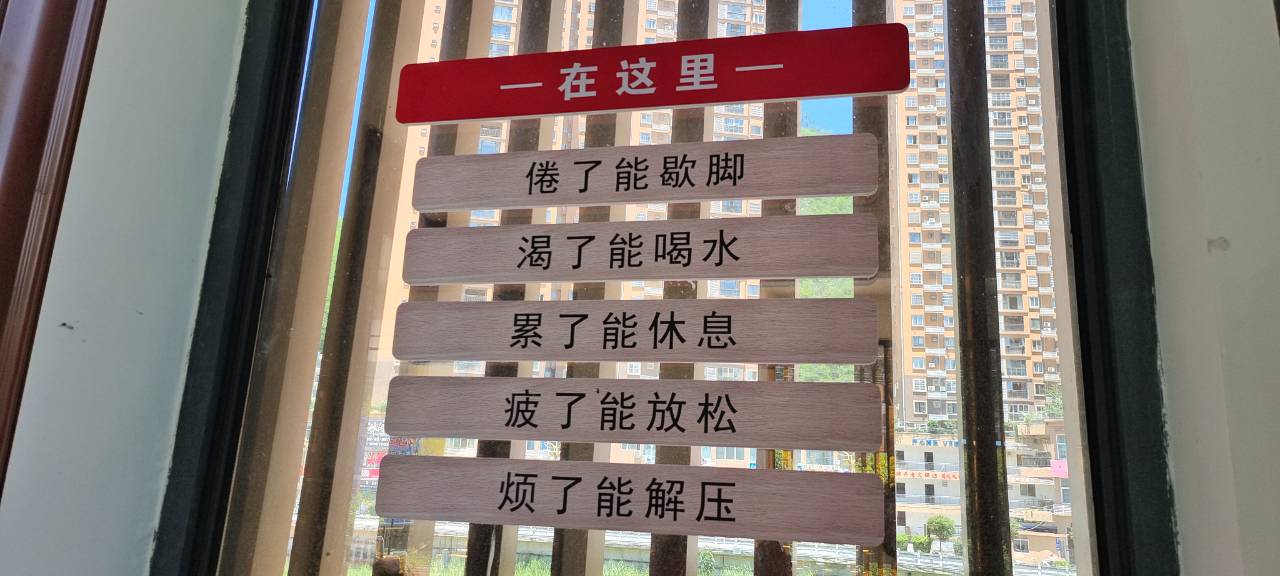 —在这里—
倦了能歇脚
渴了能喝水
累了能休息
疲了能放松
烦了能解压